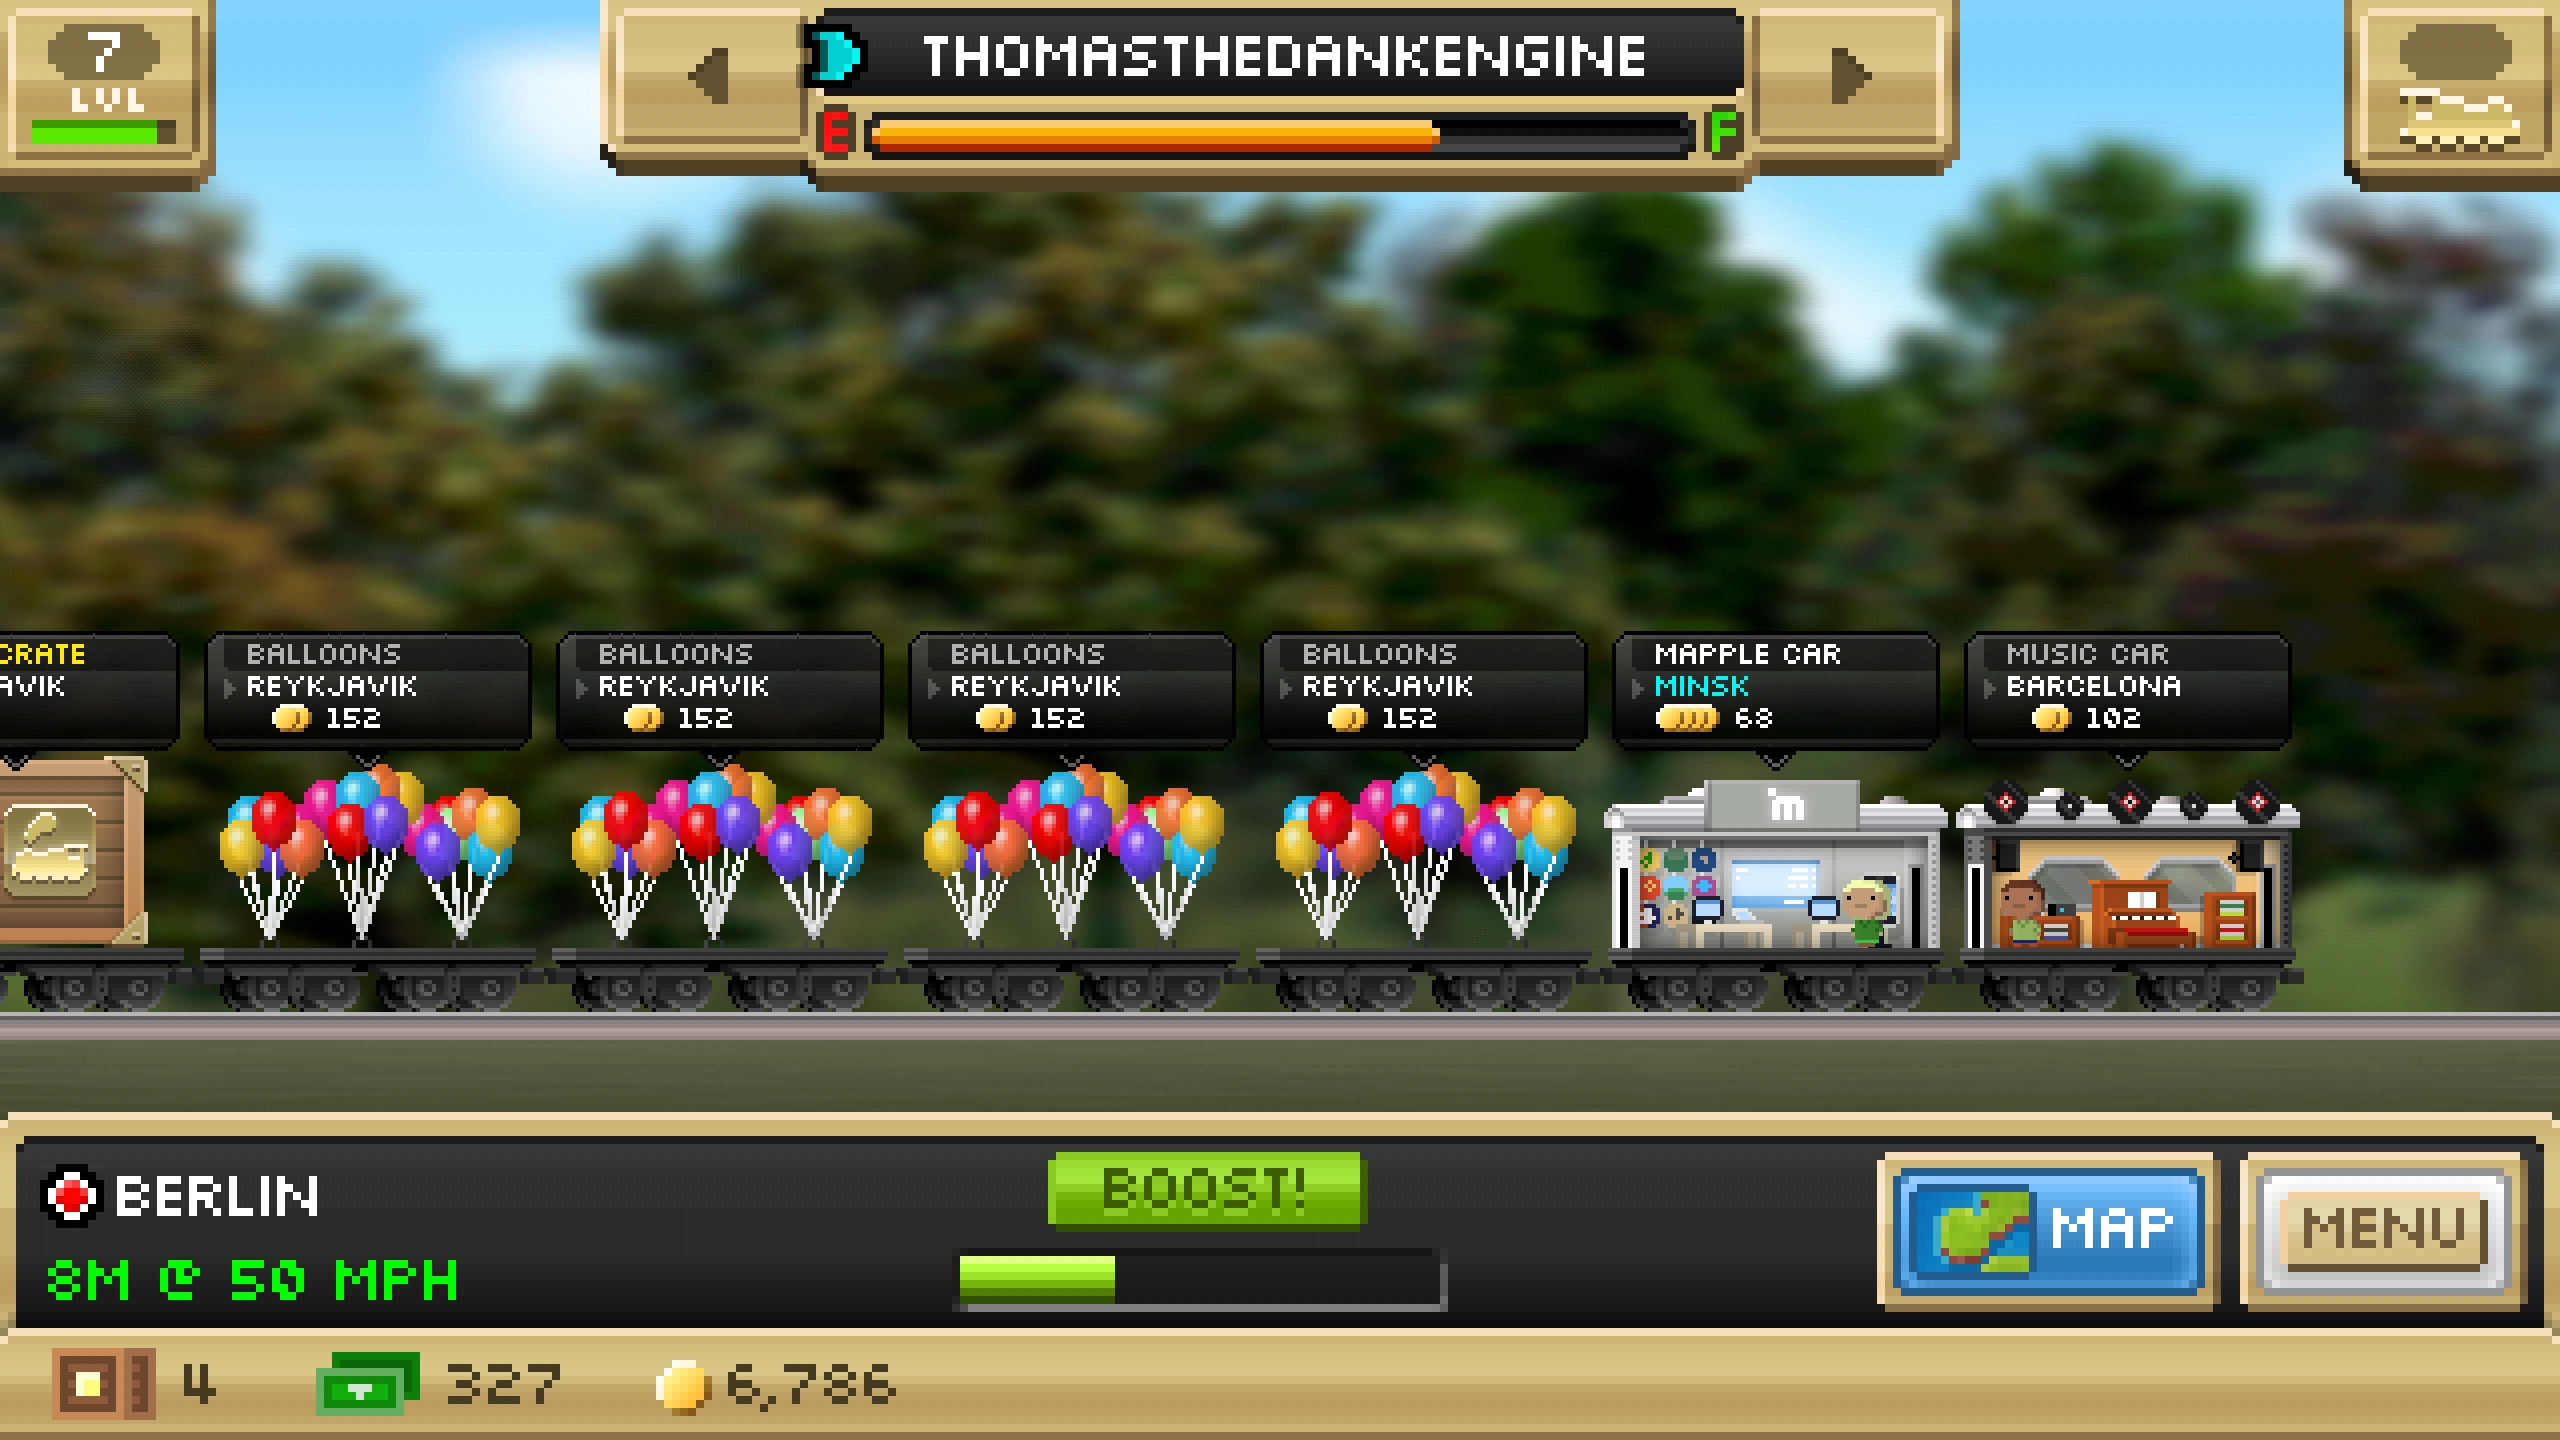 7
LVL
THOMASTHEDANKENGINE
E F
CRATE
AVIK
BALLOONS
REYKJAVIK
152
BALLOONS
REYKJAVIK
152
BALLOONS
REYKJAVIK
152
BALLOONS
REYKJAVIK
152
MAPPLE CAR
MINSK
68
MUSIC CAR
BARCELONA
102
m
BERLIN
8M @ 50 MPH
BOOST!
MAP
MENU
4 327 6,786